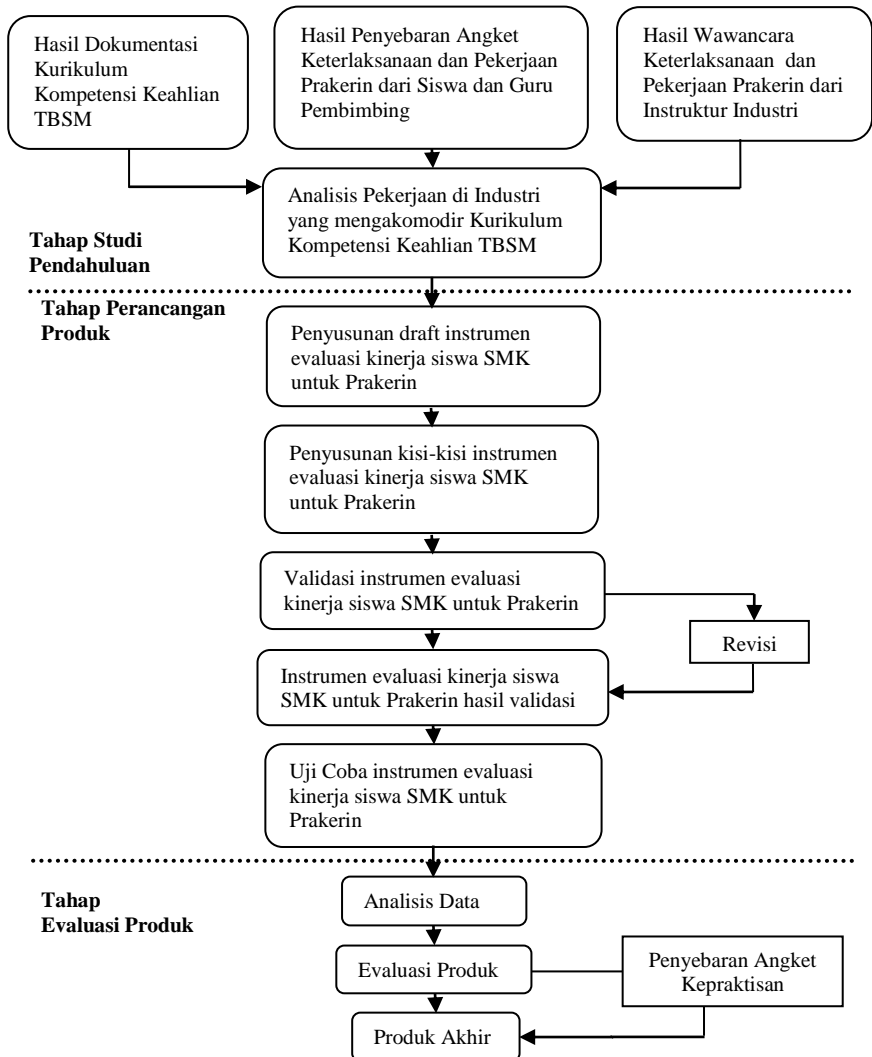 Hasil Dokumentasi
Kurikulum
Kompetensi Keahlian
TBSM
Hasil Penyebaran Angket
Keterlaksanaan dan Pekerjaan
Prakerin dari Siswa dan Guru
Pembimbing
Hasil Wawancara
Keterlaksanaan dan
Pekerjaan Prakerin dari
Instruktur Industri
Analisis Pekerjaan di Industri
yang mengakomodir Kurikulum
Kompetensi Keahlian TBSM
Tahap Studi
Pendahuluan
Tahap Perancangan
Produk
Penyusunan draft instrumen
evaluasi kinerja siswa SMK
untuk Prakerin
Penyusunan kisi-kisi instrumen
evaluasi kinerja siswa SMK
untuk Prakerin
Validasi instrumen evaluasi
kinerja siswa SMK untuk Prakerin
Revisi
Instrumen evaluasi kinerja siswa
SMK untuk Prakerin hasil validasi
Uji Coba instrumen evaluasi
kinerja siswa SMK untuk
Prakerin
Tahap
Evaluasi Produk
Analisis Data
Evaluasi Produk
Penyebaran Angket
Kepraktisan
Produk Akhir